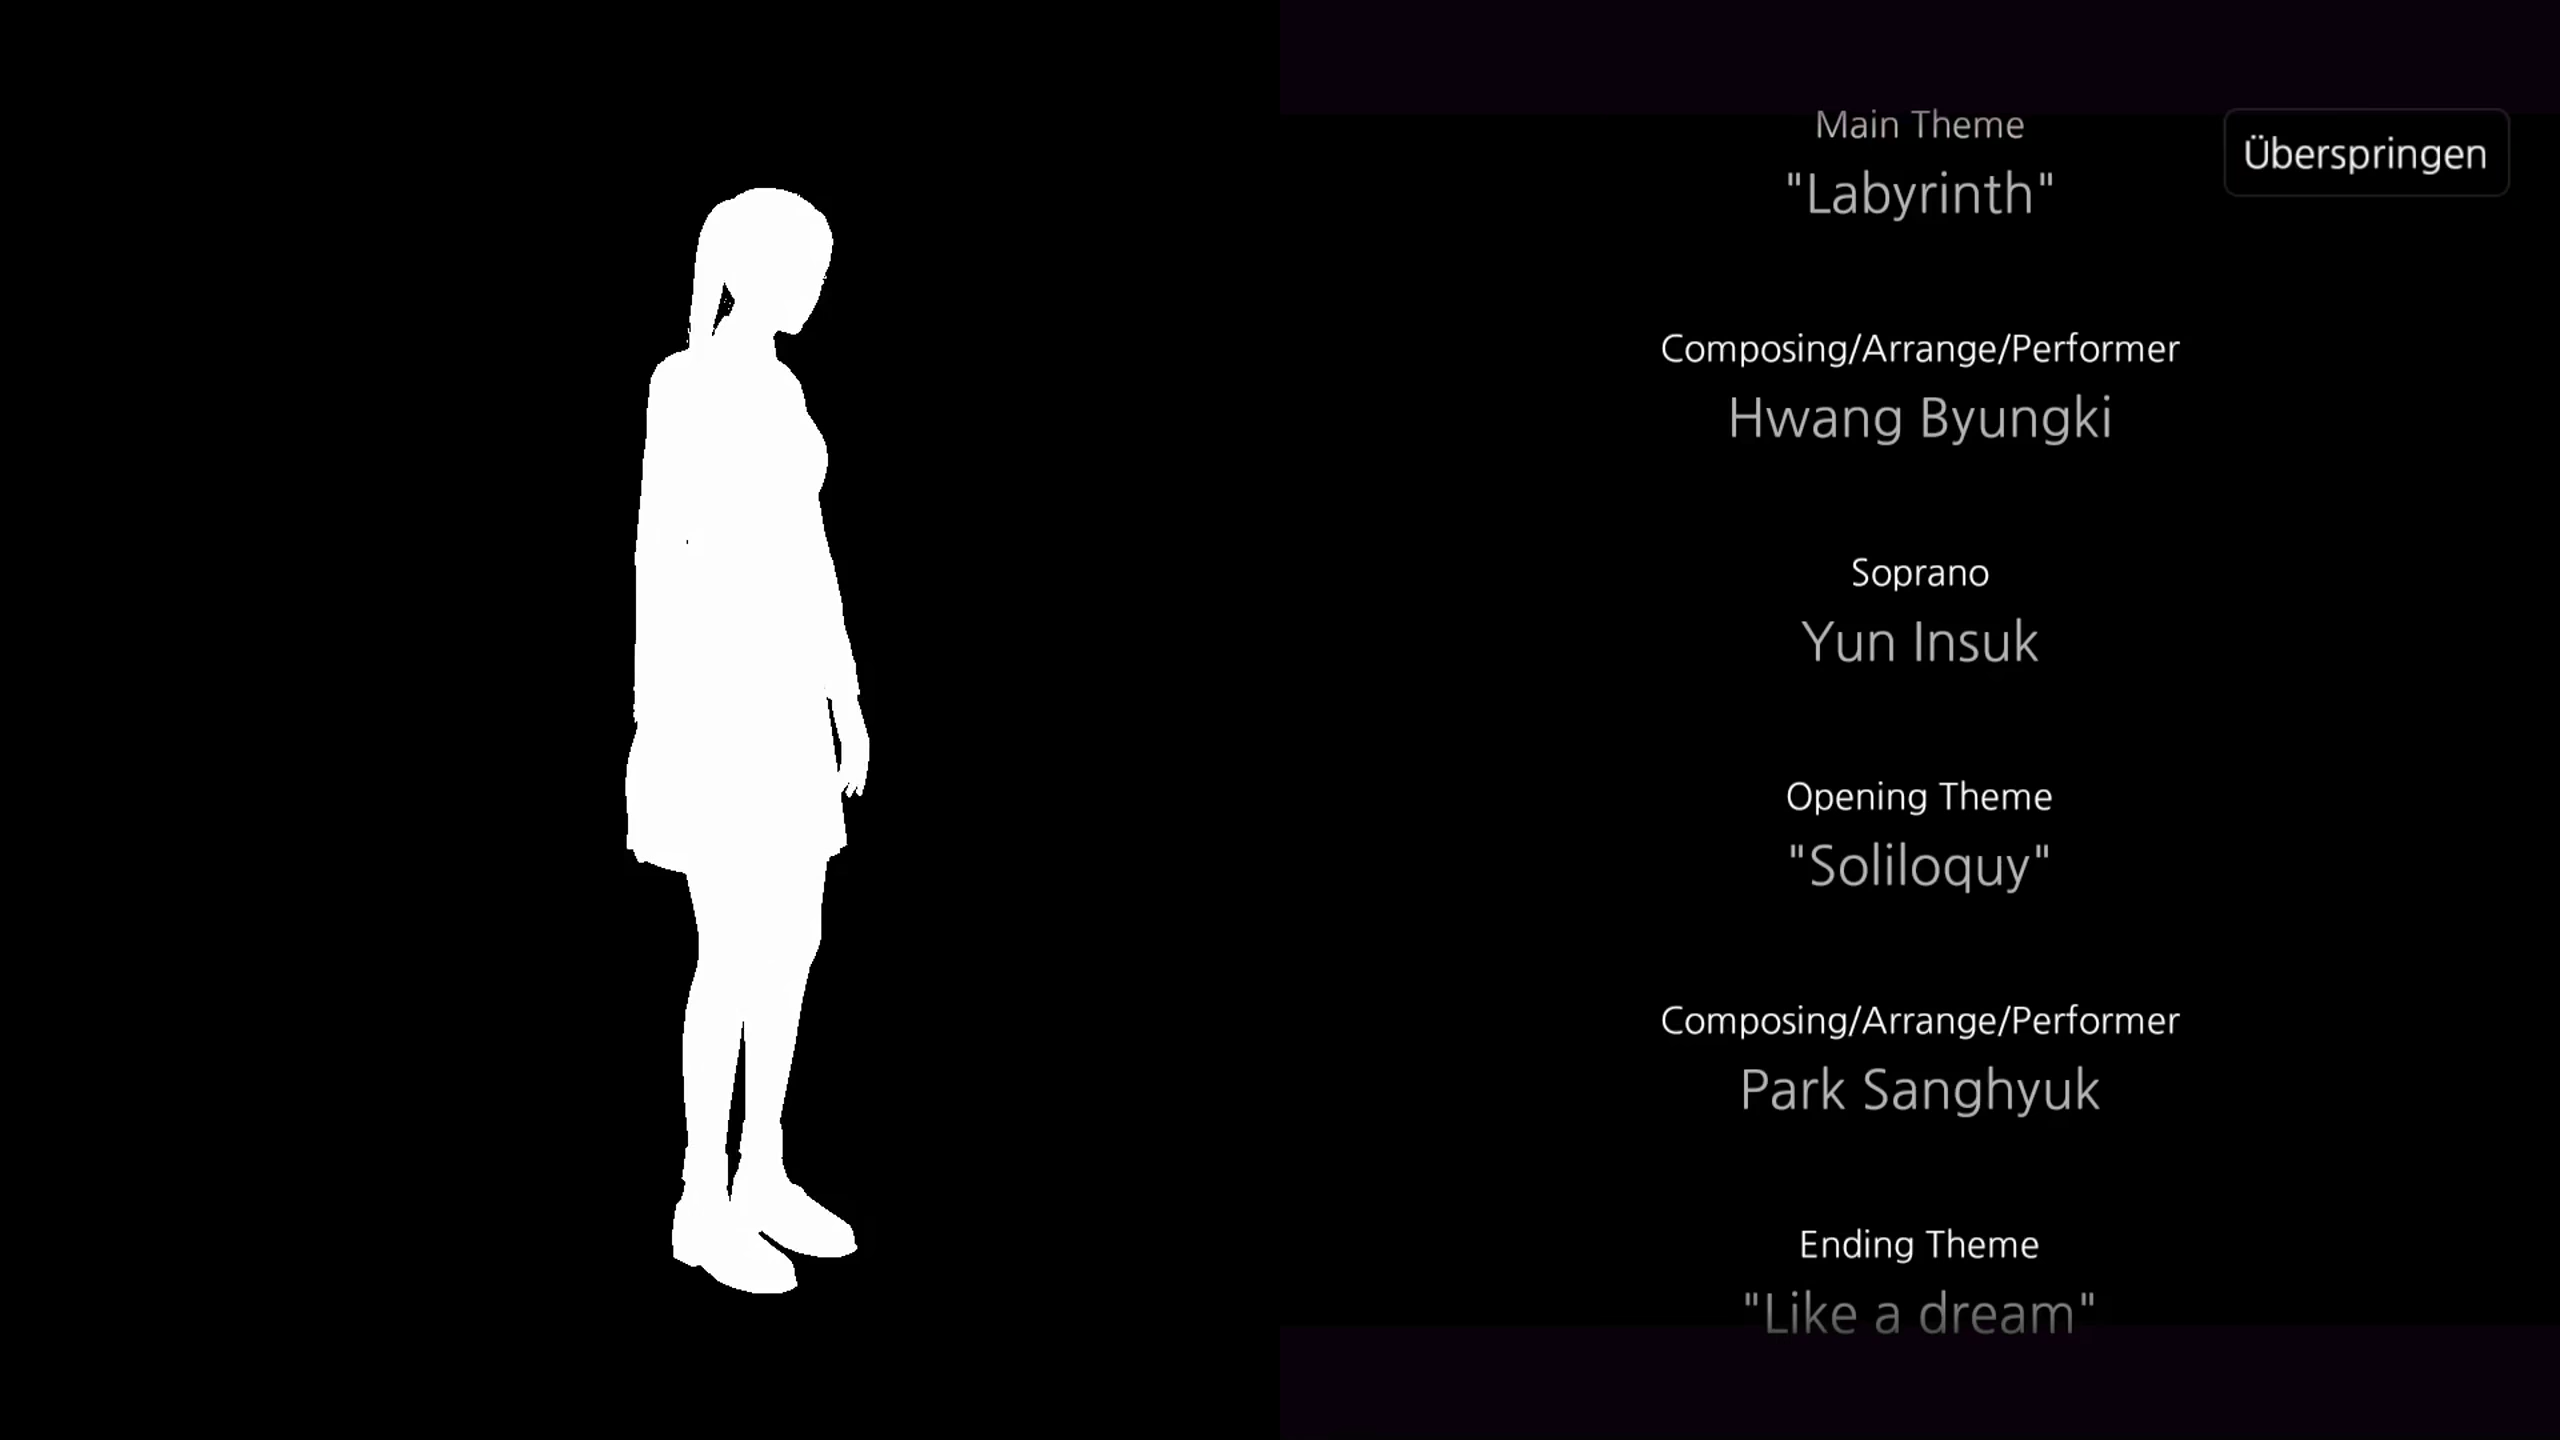 Main Theme
Überspringen
"Labyrinth"
Composing/Arrange/Performer
Hwang Byungki
Soprano
Yun Insuk
Opening Theme
"Soliloquy"
Composing/Arrange/Performer
Park Sanghyuk
Ending Theme
"Like a dream"